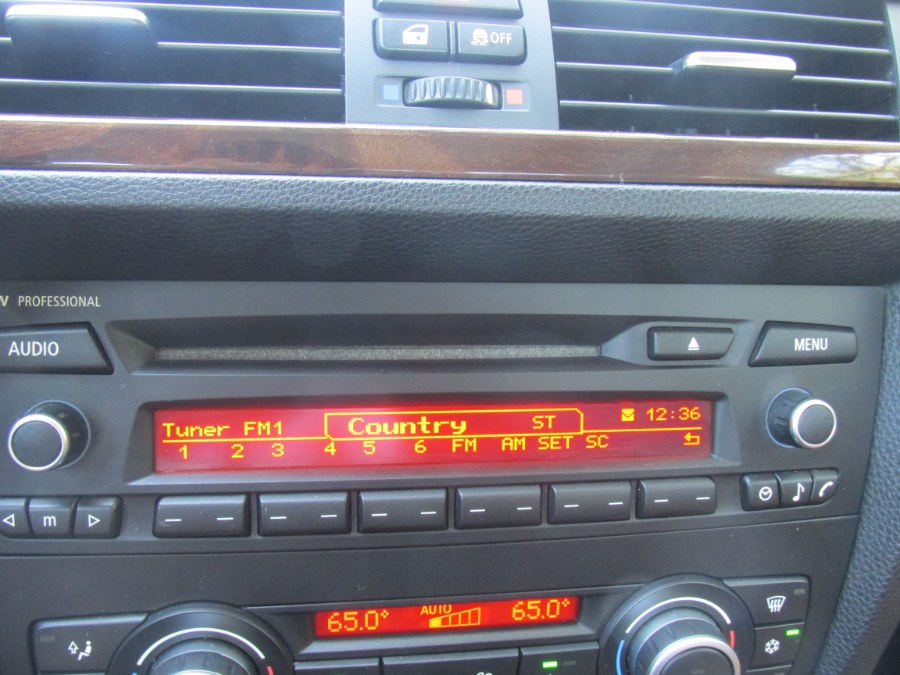 OFF
PROFESSIONAL
AUDIO
MENU
Tuner FM1 Country ST 12:36
1 2 3 4 5 6 FM AM SET SC
m
65.0° AUTO 65.0°